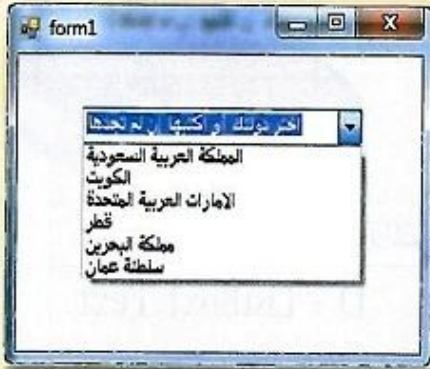 form1
اختر دولتك او اكتبها إن لم تجدها
المملكة العربية السعودية
الكويت
الامارات العربية المتحدة
قطر
مملكة البحرين
سلطنة عمان